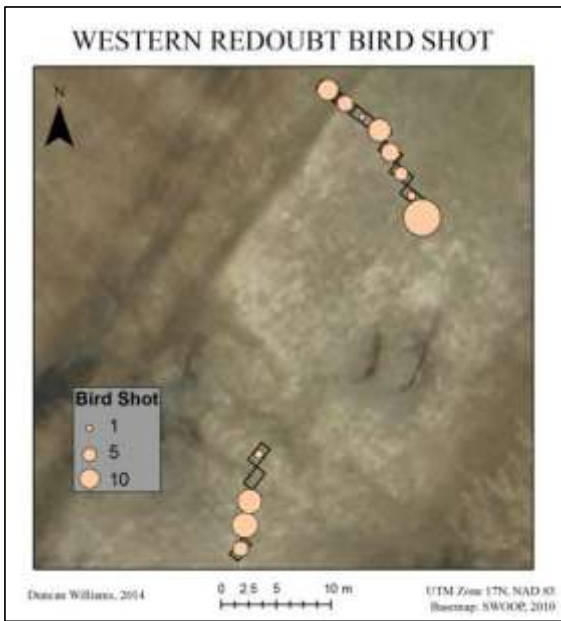 WESTERN REDOUBT BIRD SHOT
N
Bird Shot
1
5
10
Duncan Williams, 2014
0 2.5 5 10 m
UTM Zone 17N, NAD 83
Basemap: SWOOP, 2010